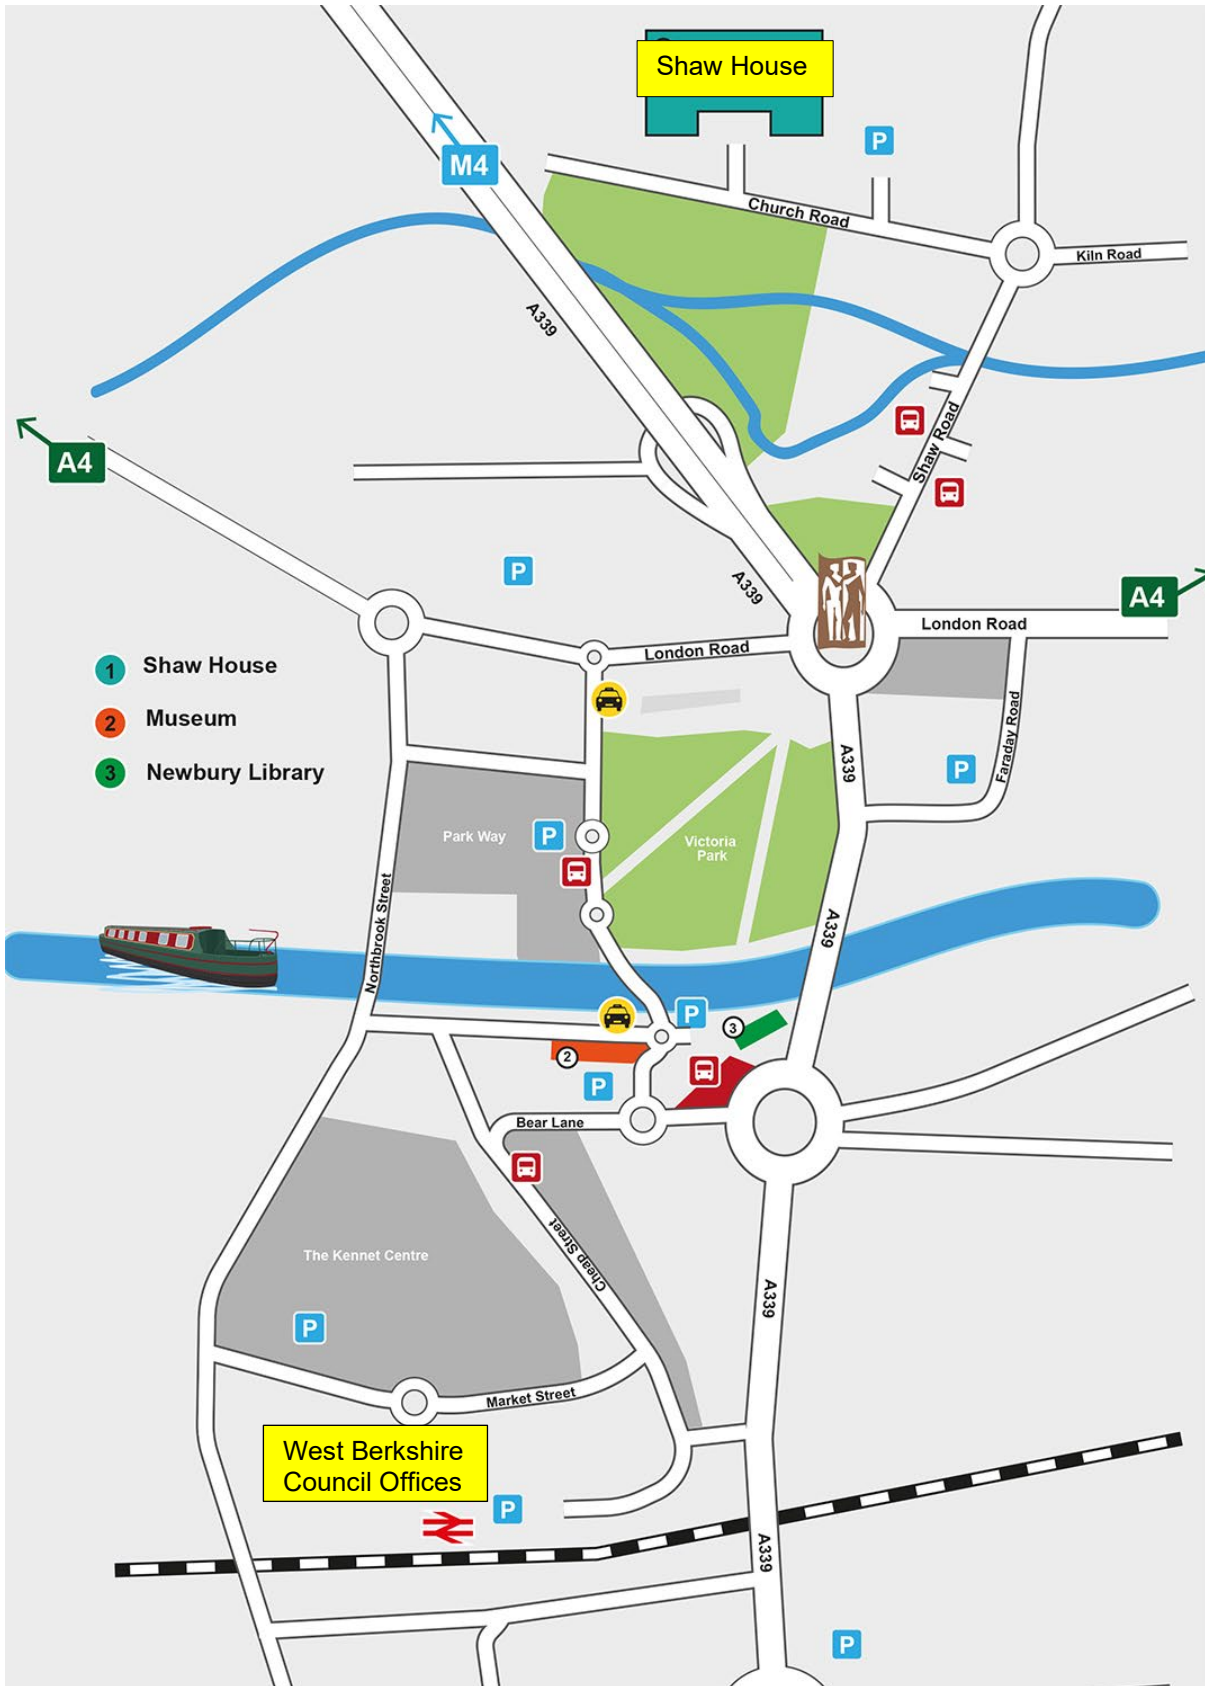 Shaw House
P
M4
Church Road
Kiln Road
A339
Shaw Road
A4
P
A339
A4
London Road
London Road
1 Shaw House
2 Museum
3 Newbury Library
Faraday Road
A339
P
Park Way
P
Victoria
Park
Northbrook Street
A339
P
3
2
P
Bear Lane
The Kennet Centre
Cheap Street
A339
P
Market Street
West Berkshire
Council Offices
P
A339
P